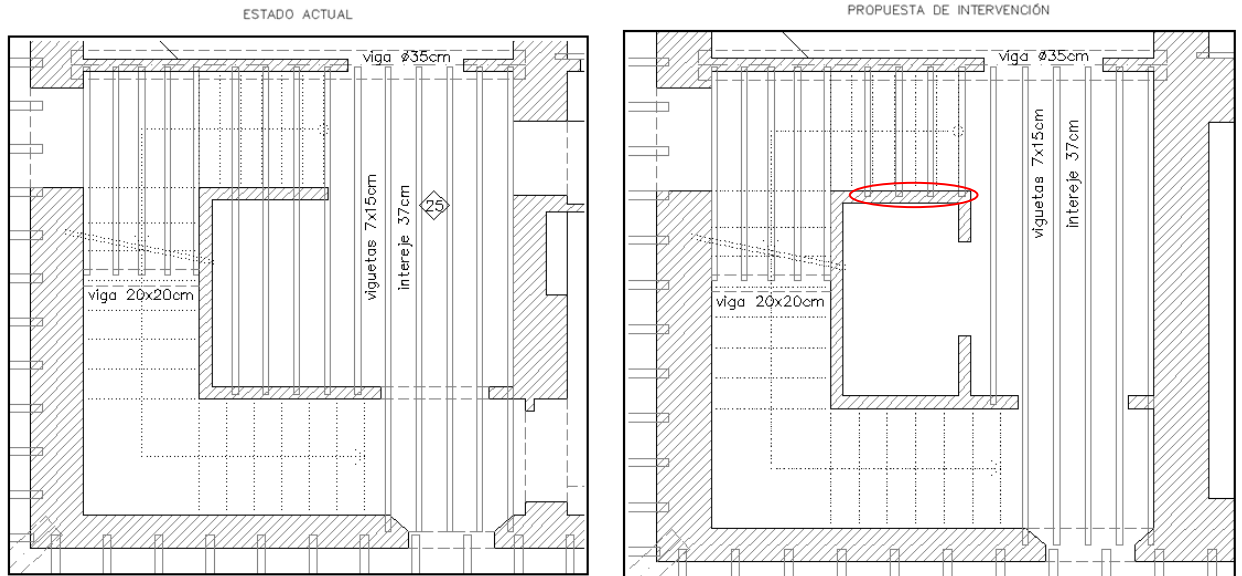 ESTADO ACTUAL
viga ø35cm
viguetas 7x15cm
intereje 37cm
25
viga 20x20cm
PROPUESTA DE INTERVENCIÓN
viga ø35cm
viguetas 7x15cm
intereje 37cm
viga 20x20cm